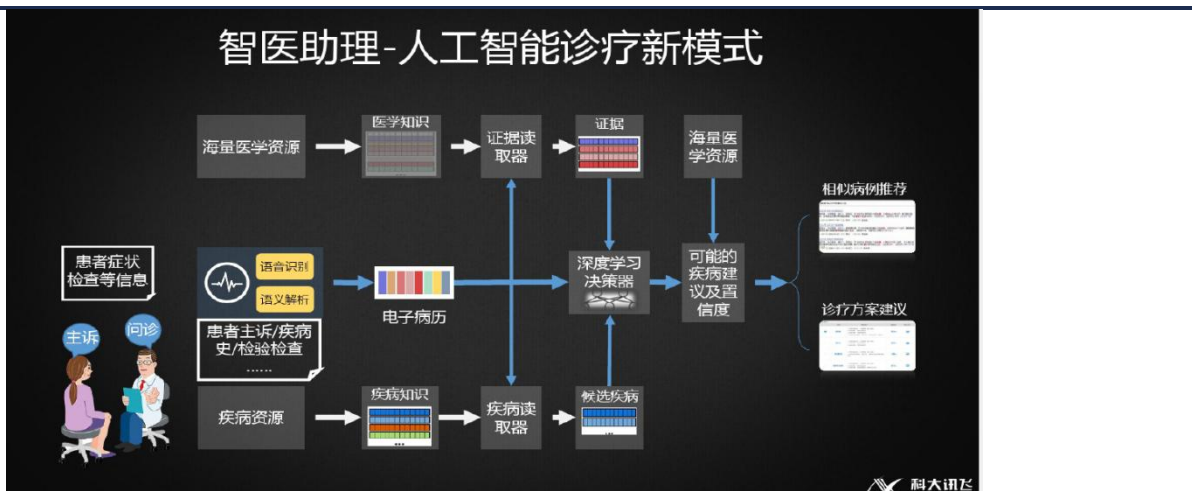 智医助理-人工智能诊疗新模式
海量医学资源
医学知识
证据读
取器
证据
海量医
学资源
相似病例推荐
患者症状
检查等信息
语音识别
语义解析
电子病历
深度学习
决策器
可能的
疾病建
议及置
信度
诊疗方案建议
主诉
问诊
患者主诉/疾病
史/检验检查
……
疾病资源
疾病知识
疾病读
取器
候选疾病
科大讯飞